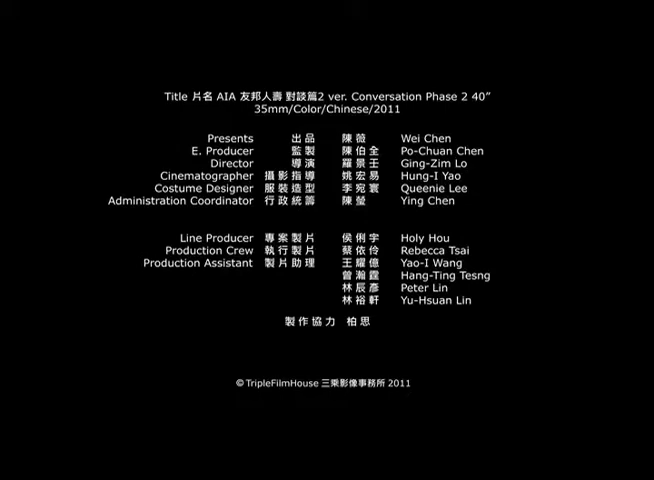 Title 片名 AIA 友邦人壽 對談篇2 ver. Conversation Phase 2 40”
35mm/Color/Chinese/2011
Presents 出品 陳薇 Wei Chen
E. Producer 監製 陳伯全 Po-Chuan Chen
Director 導演 羅景壬 Ging-Zim Lo
Cinematographer 攝影指導 姚宏易 Hung-I Yao
Costume Designer 服裝造型 李宛寰 Queenie Lee
Administration Coordinator 行政統籌 陳瑩 Ying Chen
Line Producer 專案製片 侯俐宇 Holy Hou
Production Crew 執行製片 蔡依伶 Rebecca Tsai
Production Assistant 製片助理 王耀億 Yao-I Wang
曾瀚霆 Hang-Ting Tesng
林辰彥 Peter Lin
林裕軒 Yu-Hsuan Lin
製作協力 柏思
©TripleFilmHouse 三乘影像事務所 2011